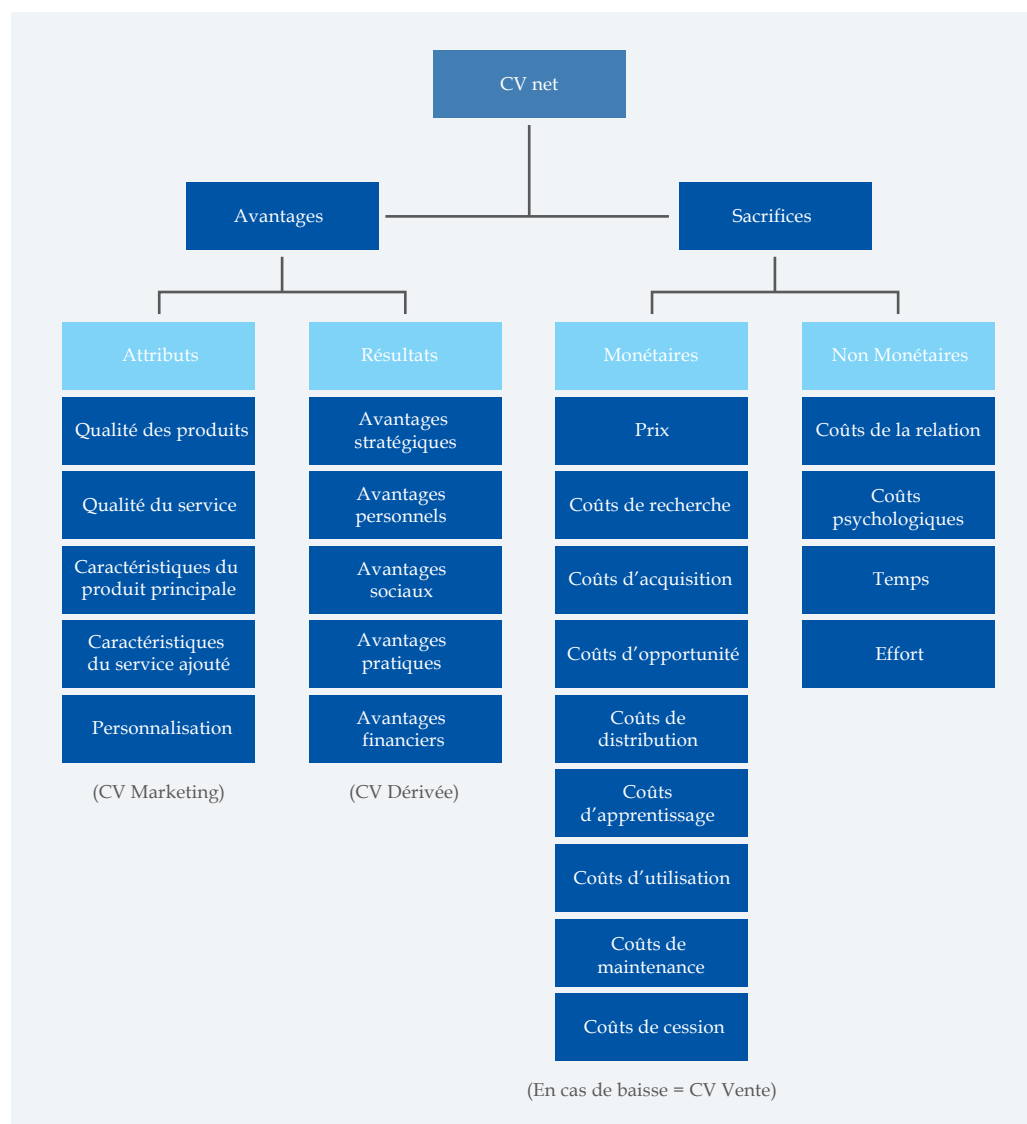 CV net
Avantages
Sacrifices
Attributs
Résultats
Monétaires
Non Monétaires
Qualité des produits
Qualité du service
Caractéristiques du
produit principale
Caractéristiques
du service ajouté
Personnalisation
(CV Marketing)
Avantages
stratégiques
Avantages
personnels
Avantages
sociaux
Avantages
pratiques
Avantages
financiers
(CV Dérivée)
Prix
Coûts de recherche
Coûts d’acquisition
Coûts d’opportunité
Coûts de
distribution
Coûts
d’apprentissage
Coûts d’utilisation
Coûts de
maintenance
Coûts de cession
(En cas de baisse = CV Vente)
Coûts de la relation
Coûts
psychologiques
Temps
Effort